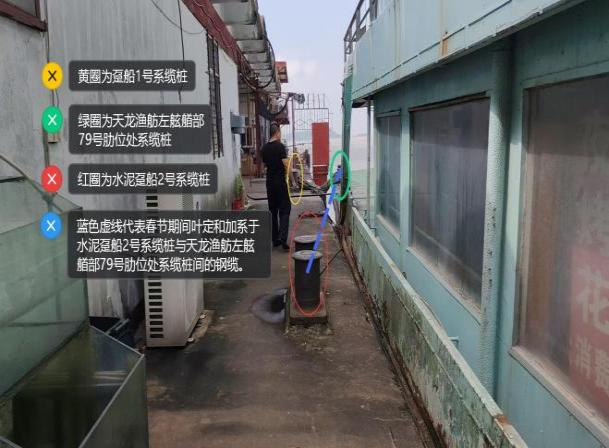 黄圈为趸船1号系缆桩
绿圈为天龙渔舫左舷艏部
79号肋位处系缆桩
红圈为水泥趸船2号系缆桩
蓝色虚线代表春节期间叶定和加系于
水泥趸船2号系缆桩与天龙渔舫左舷
艏部79号肋位处系缆桩间的钢缆。
花
消费